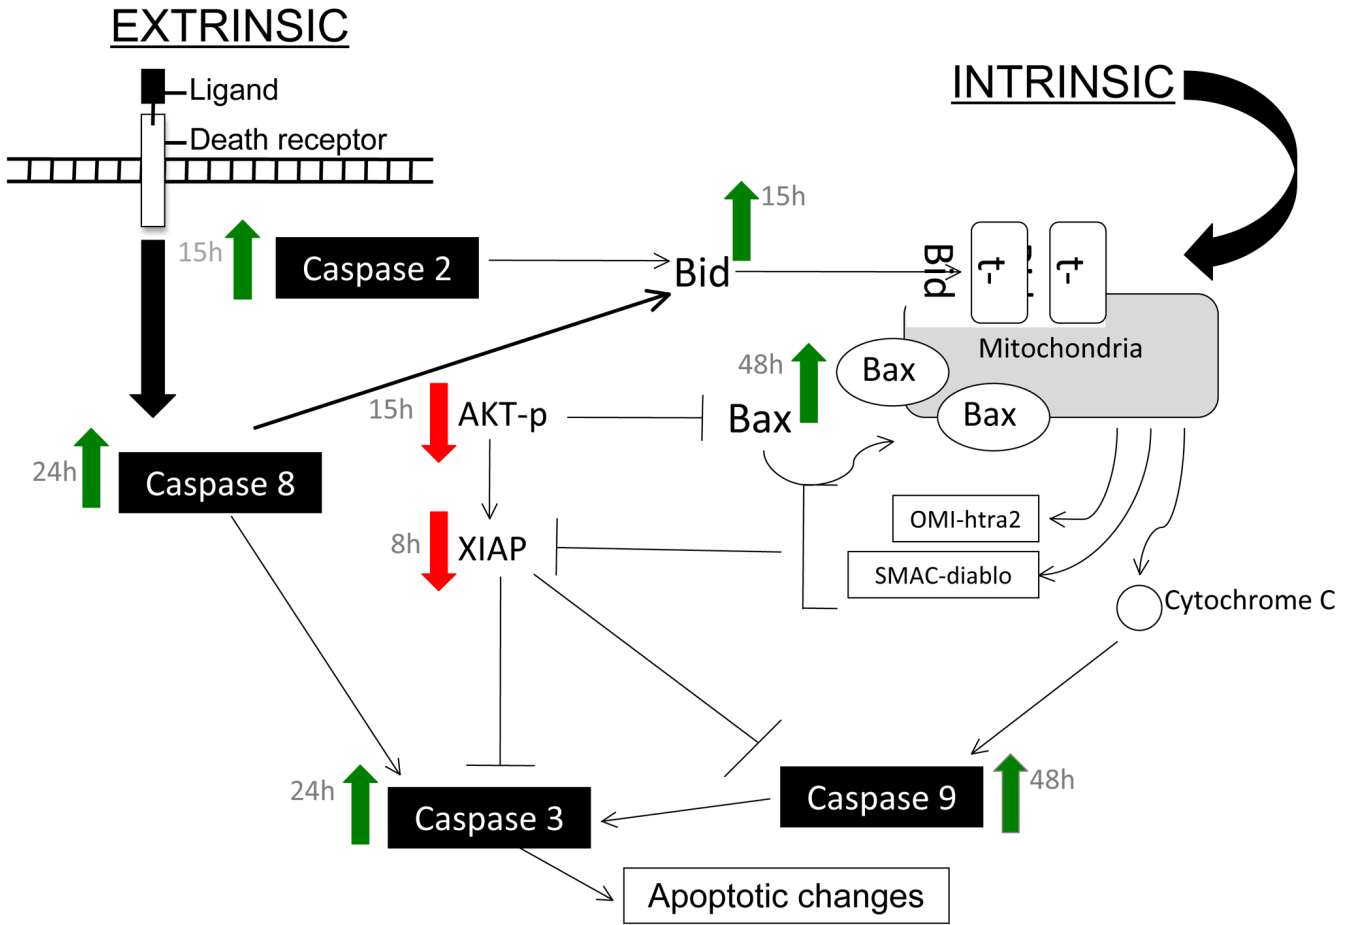 EXTRINSIC
INTRINSIC
Ligand
Death receptor
15h
Caspase 2
15h
Bid
Bid
t-
t-
Mitochondria
48h
Bax
Bax
Bax
15h
AKT-p
24h
Caspase 8
8h
XIAP
OMI-htra2
SMAC-diablo
Cytochrome C
24h
Caspase 3
Caspase 9
48h
Apoptotic changes